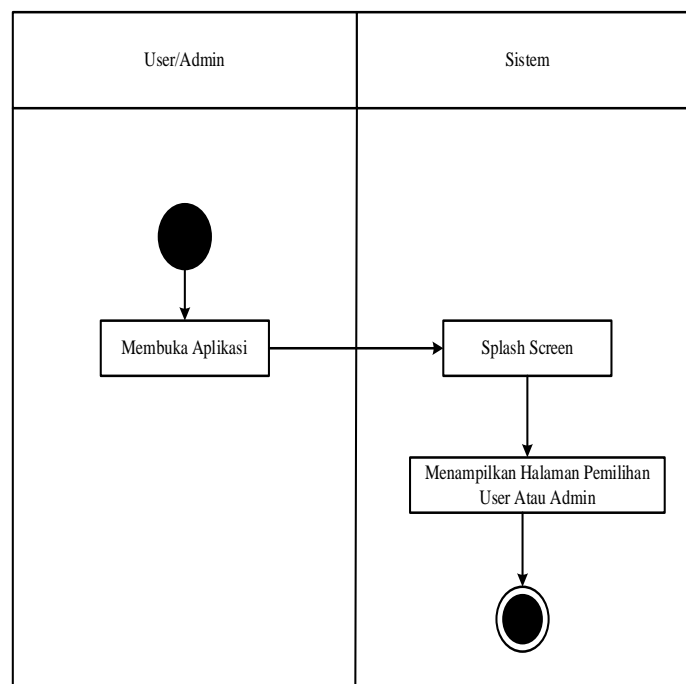 User/Admin
Sistem
Membuka Aplikasi
Splash Screen
Menampilkan Halaman Pemilihan
User Atau Admin